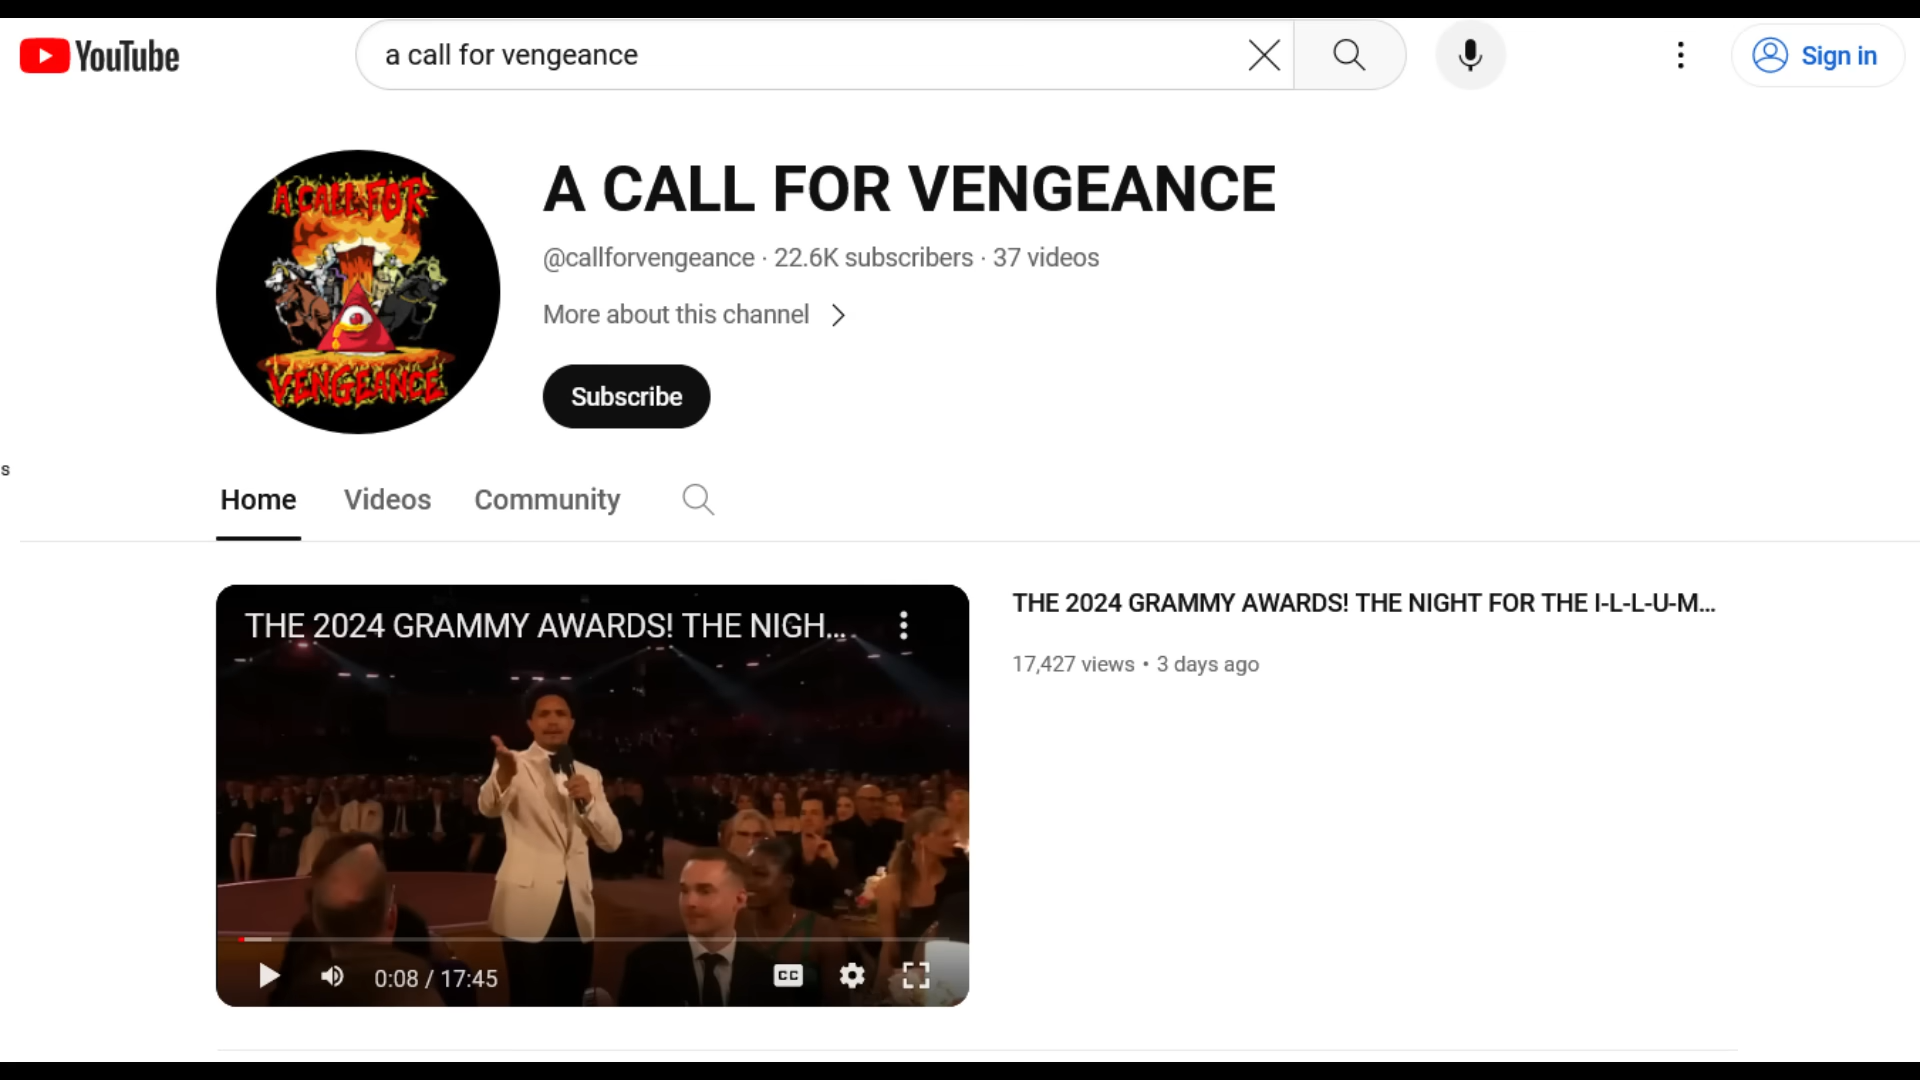 YouTube
a call for vengeance
Sign in
A CALL FOR
VENGEANCE
A CALL FOR VENGEANCE
@callforvengeance · 22.6K subscribers · 37 videos
More about this channel
Subscribe
s
Home
Videos
Community
THE 2024 GRAMMY AWARDS! THE NIGH...
CC
0:08 / 17:45
THE 2024 GRAMMY AWARDS! THE NIGHT FOR THE I-L-L-U-M...
17,427 views • 3 days ago